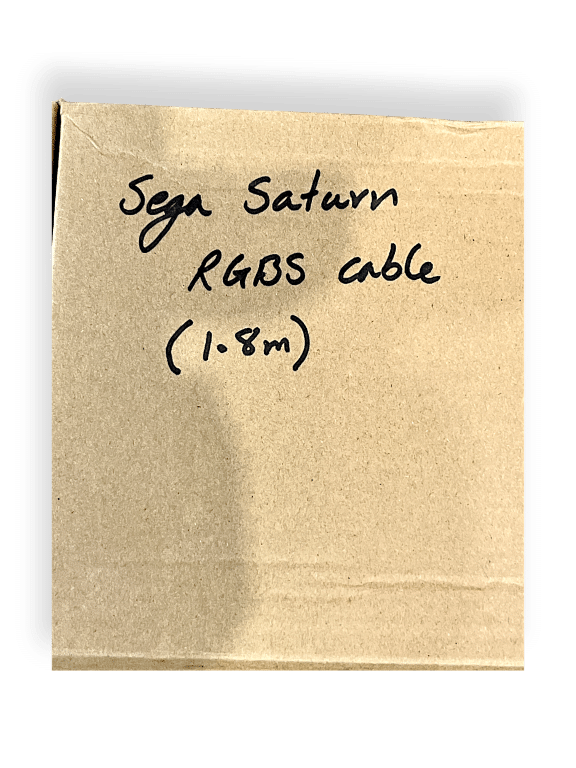 Sega Saturn
RGBS cable
(1.8m)